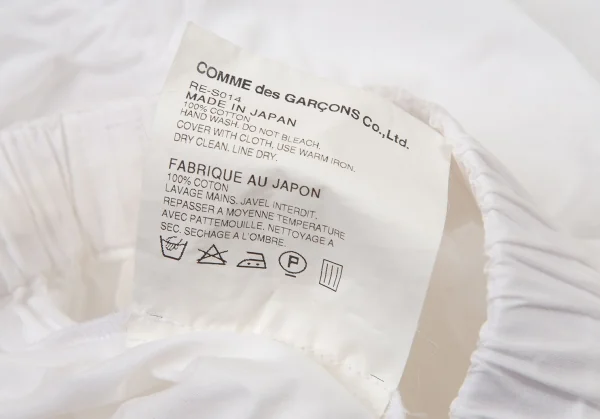 COMME des GARÇONS Co.,Ltd.
RE-S014
MADE IN JAPAN
100% COTTON
HAND WASH. DO NOT BLEACH.
COVER WITH CLOTH. USE WARM IRON.
DRY CLEAN. LINE DRY.
FABRIQUE AU JAPON
100% COTON
LAVAGE MAINS. JAVEL INTERDIT.
REPASSER A MOYENNE TEMPERATURE
AVEC PATTEMOUILLE. NETTOYAGE A
SEC. SECHAGE A L'OMBRE.
P